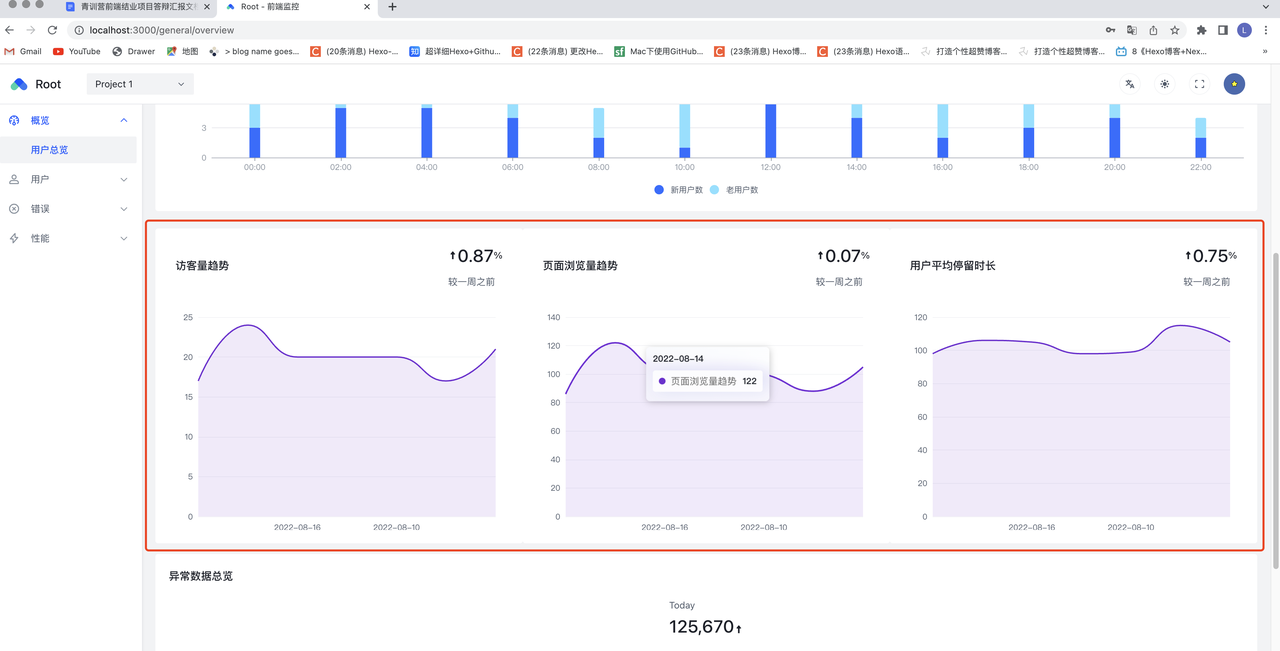 青训营前端结业项目答辩汇报文
Root - 前端监控
localhost:3000/general/overview
L
Gmail
YouTube
Drawer
地图
> blog name goes...
(20条消息) Hexo-...
知
超详细Hexo+Githu...
(22条消息) 更改He...
sf
Mac下使用GitHub...
(23条消息) Hexo博...
(23条消息) Hexo语...
打造个性超赞博客...
打造个性超赞博客...
8《Hexo博客+Nex...
»
Root
Project 1
概览
用户总览
用户
错误
性能
3
0
00:00
02:00
04:00
06:00
08:00
10:00
12:00
14:00
16:00
18:00
20:00
22:00
新用户数
老用户数
访客量趋势
0.87%
较一周之前
25
20
15
10
5
0
2022-08-16
2022-08-10
页面浏览量趋势
0.07%
较一周之前
140
120
100
80
60
40
20
0
2022-08-14
页面浏览量趋势 122
2022-08-16
2022-08-10
用户平均停留时长
0.75%
较一周之前
120
100
80
60
40
20
0
2022-08-16
2022-08-10
异常数据总览
Today
125,670